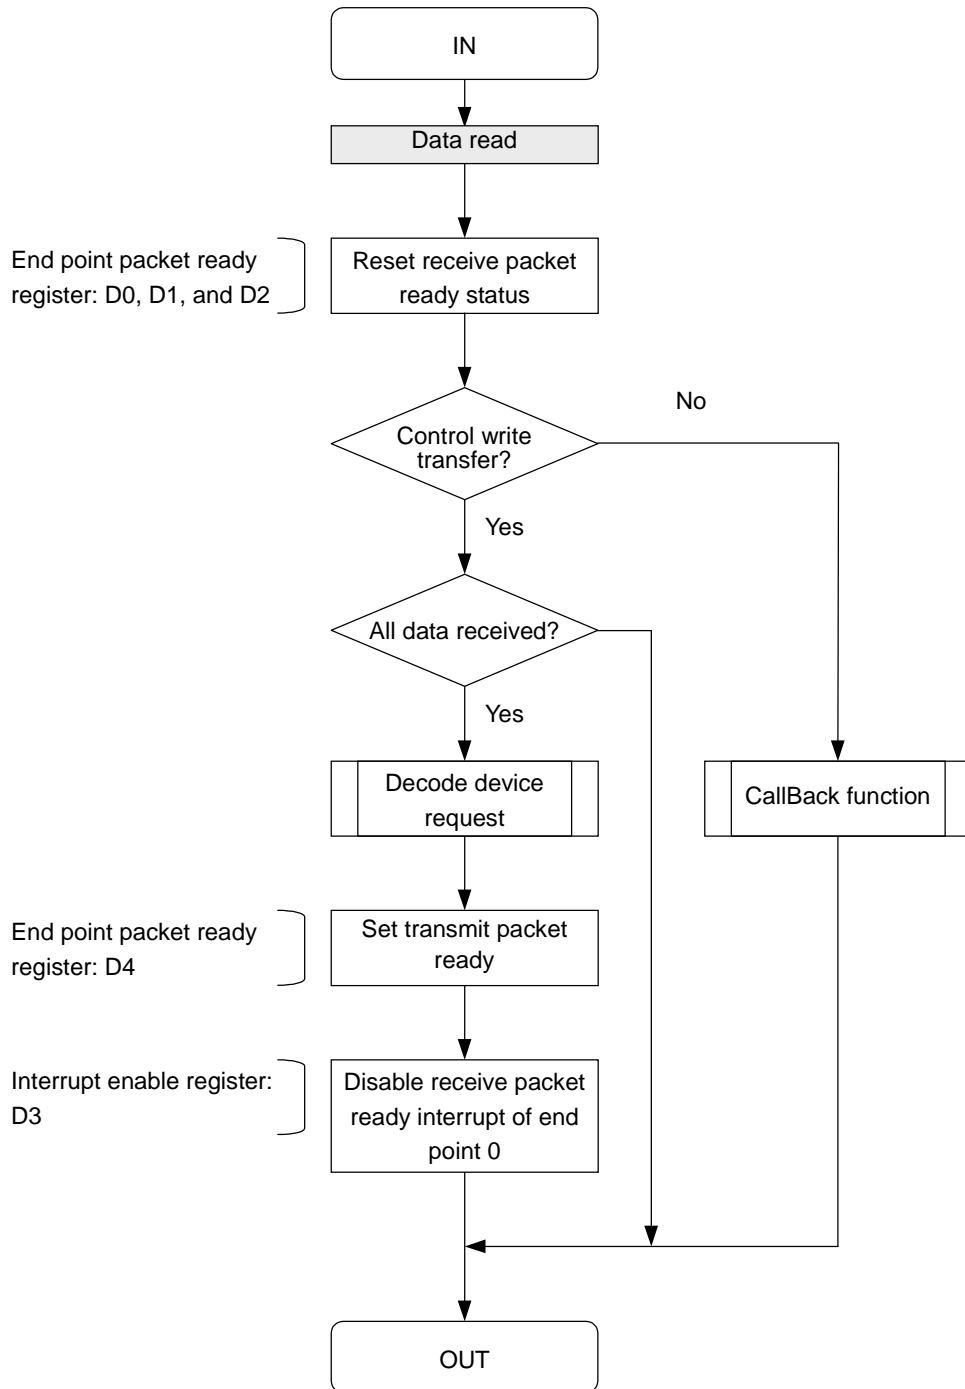 IN
Data read
End point packet ready
register: D0, D1, and D2
Reset receive packet
ready status
No
Control write
transfer?
Yes
All data received?
Yes
Decode device
request
CallBack function
End point packet ready
register: D4
Set transmit packet
ready
Interrupt enable register:
D3
Disable receive packet
ready interrupt of end
point 0
OUT